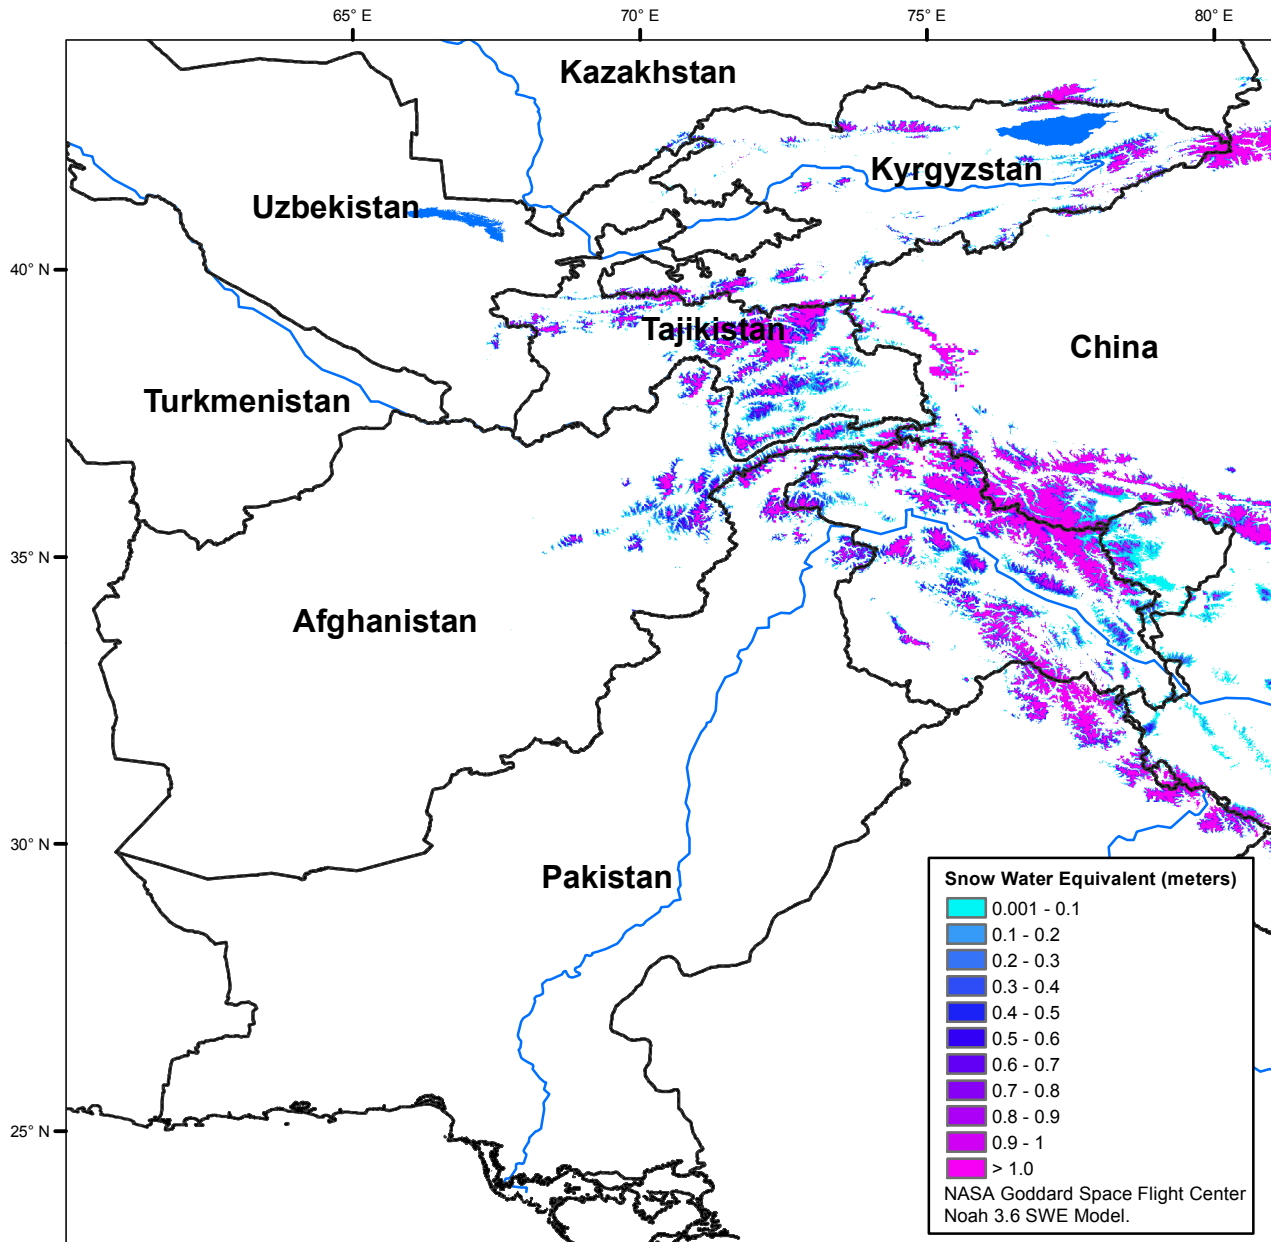 65° E
70° E
75° E
80° E
Kazakhstan
Kyrgyzstan
Uzbekistan
40° N
Tajikistan
China
Turkmenistan
35° N
Afghanistan
30° N
Pakistan
25° N
Snow Water Equivalent (meters)
0.001 - 0.1
0.1 - 0.2
0.2 - 0.3
0.3 - 0.4
0.4 - 0.5
0.5 - 0.6
0.6 - 0.7
0.7 - 0.8
0.8 - 0.9
0.9 - 1
> 1.0
NASA Goddard Space Flight Center
Noah 3.6 SWE Model.